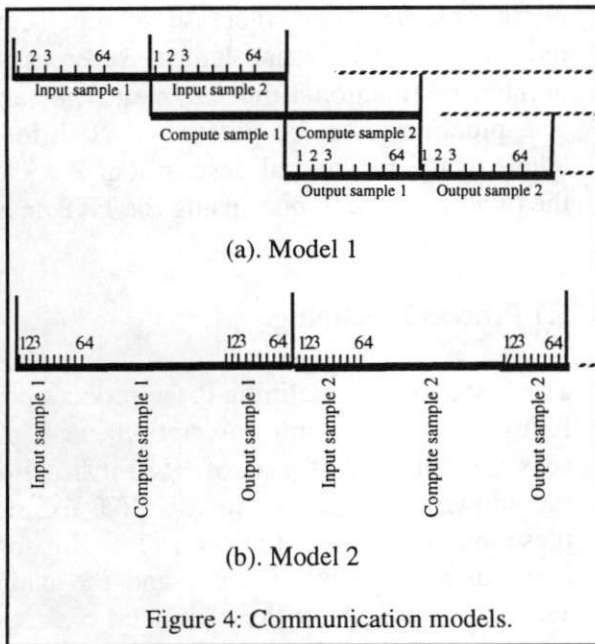 1 2 3 64 1 2 3 64
Input sample 1 Input sample 2
Compute sample 1 Compute sample 2
1 2 3 64 1 2 3 64
Output sample 1 Output sample 2
(a). Model 1
123 64 123 64 123 64 123 64
Input sample 1
Compute sample 1
Output sample 1
Input sample 2
Compute sample 2
Output sample 2
(b). Model 2
Figure 4: Communication models.